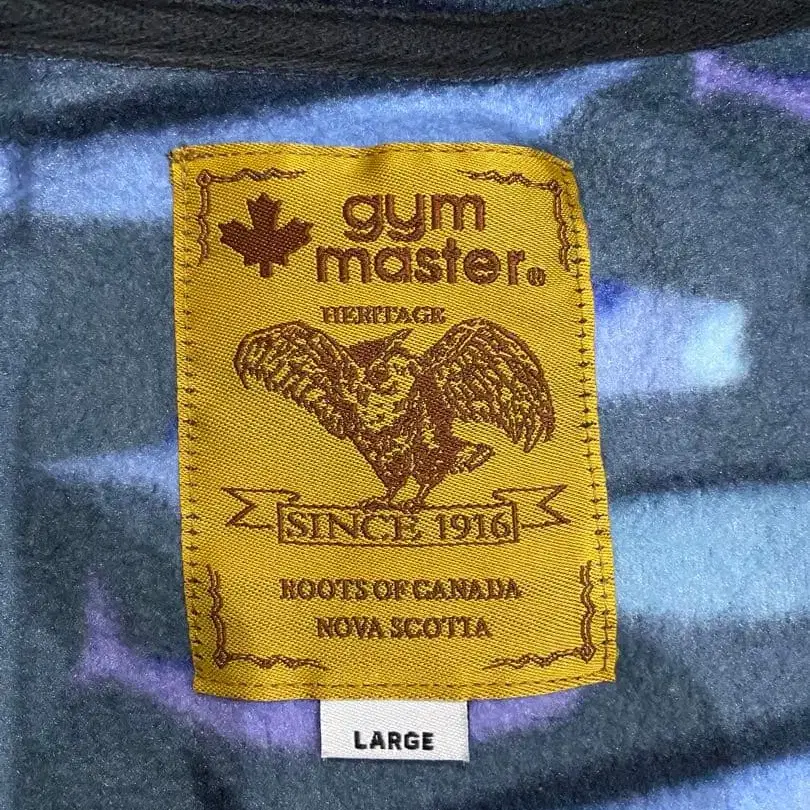 gym
master®
HERITAGE
SINCE 1916
ROOTS OF CANADA
NOVA SCOTIA
LARGE